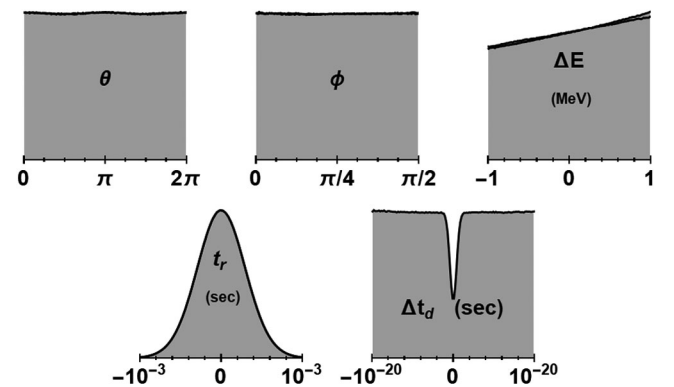 θ
0 π 2π
ϕ
0 π/4 π/2
ΔE
(MeV)
−1 0 1
t_r
(sec)
−10⁻³ 0 10⁻³
Δt_d (sec)
−10⁻²⁰ 0 10⁻²⁰